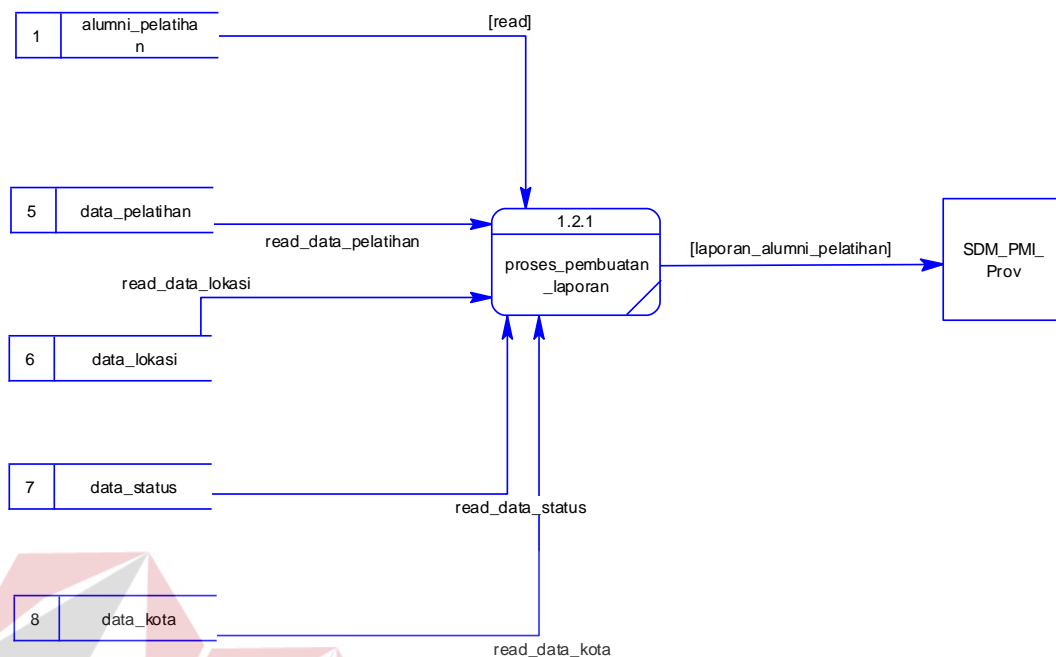 1
alumni_pelatiha
n
[read]
5
data_pelatihan
read_data_pelatihan
1.2.1
proses_pembuatan
_laporan
[laporan_alumni_pelatihan]
SDM_PMI_
Prov
read_data_lokasi
6
data_lokasi
7
data_status
read_data_status
8
data_kota
read_data_kota